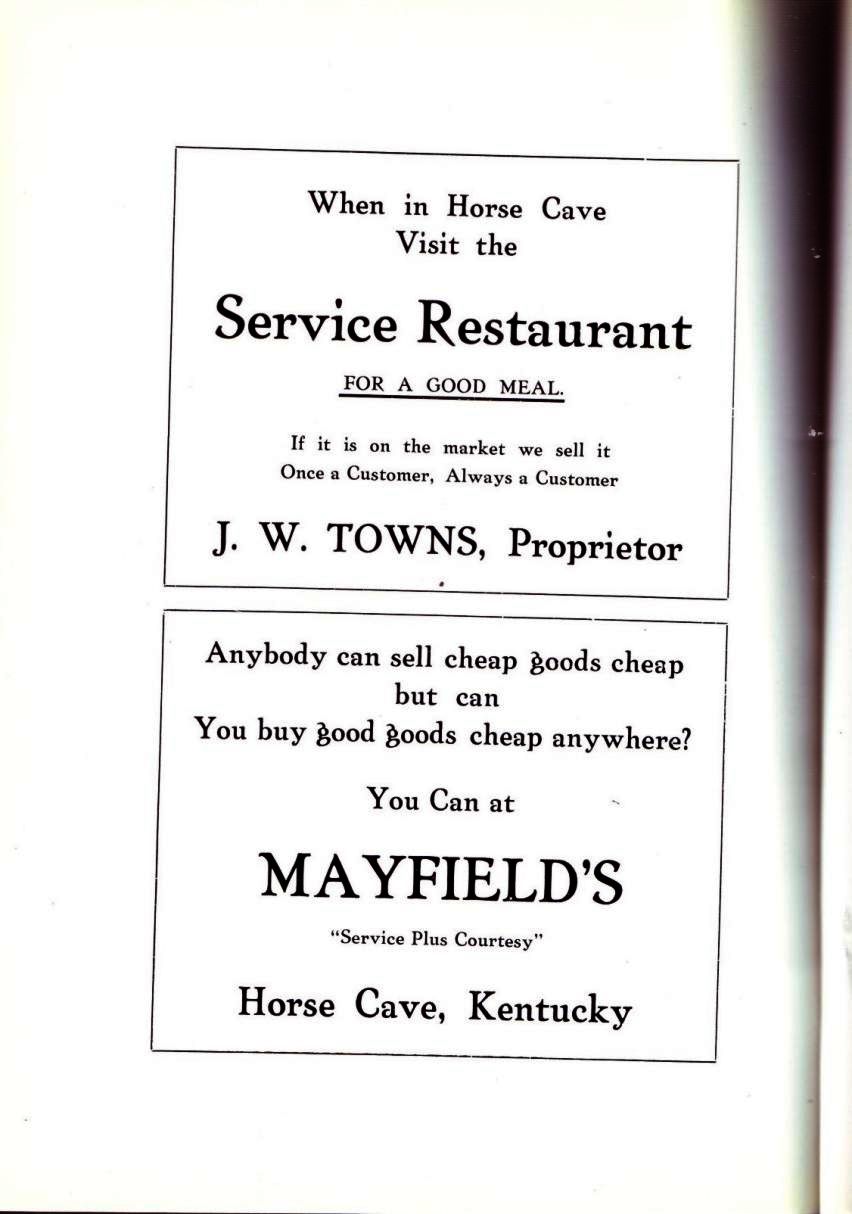 When in Horse Cave
Visit the
Service Restaurant
FOR A GOOD MEAL.
If it is on the market we sell it
Once a Customer, Always a Customer
J. W. TOWNS, Proprietor
Anybody can sell cheap goods cheap
but can
You buy good goods cheap anywhere?
You Can at
MAYFIELD'S
"Service Plus Courtesy"
Horse Cave, Kentucky